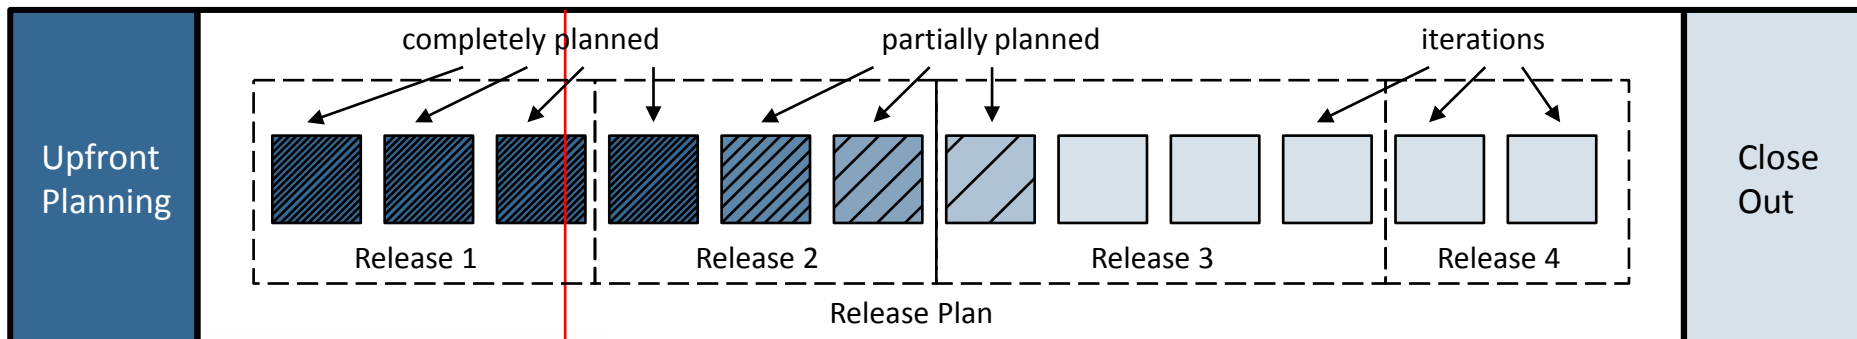 completely planned
partially planned
iterations
Upfront
Planning
Close
Out
Release 1
Release 2
Release 3
Release 4
Release Plan